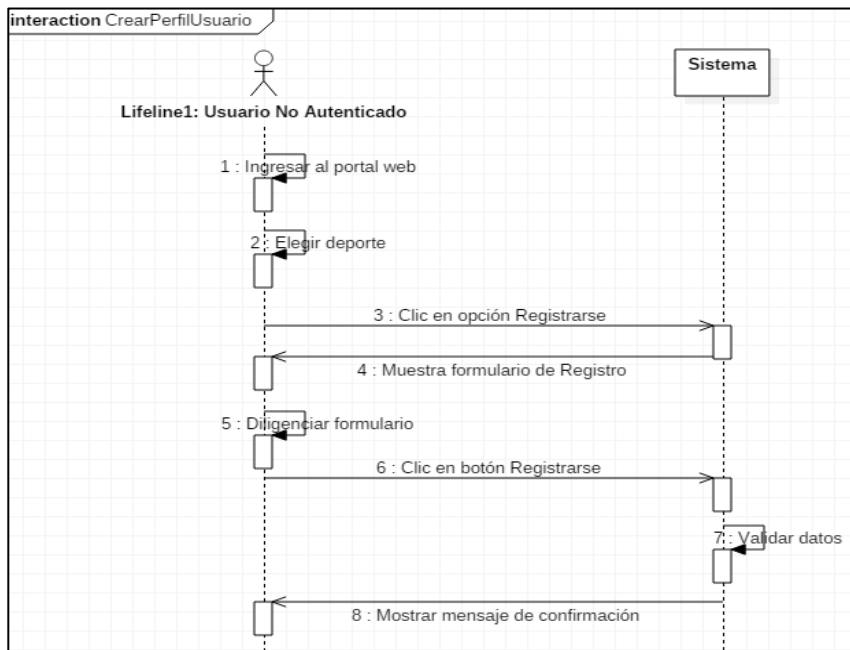 interaction CrearPerfilUsuario
Sistema
Lifeline1: Usuario No Autenticado
1 : Ingresar al portal web
2 : Elegir deporte
3 : Clic en opción Registrarse
4 : Muestra formulario de Registro
5 : Diligenciar formulario
6 : Clic en botón Registrarse
7 : Validar datos
8 : Mostrar mensaje de confirmación